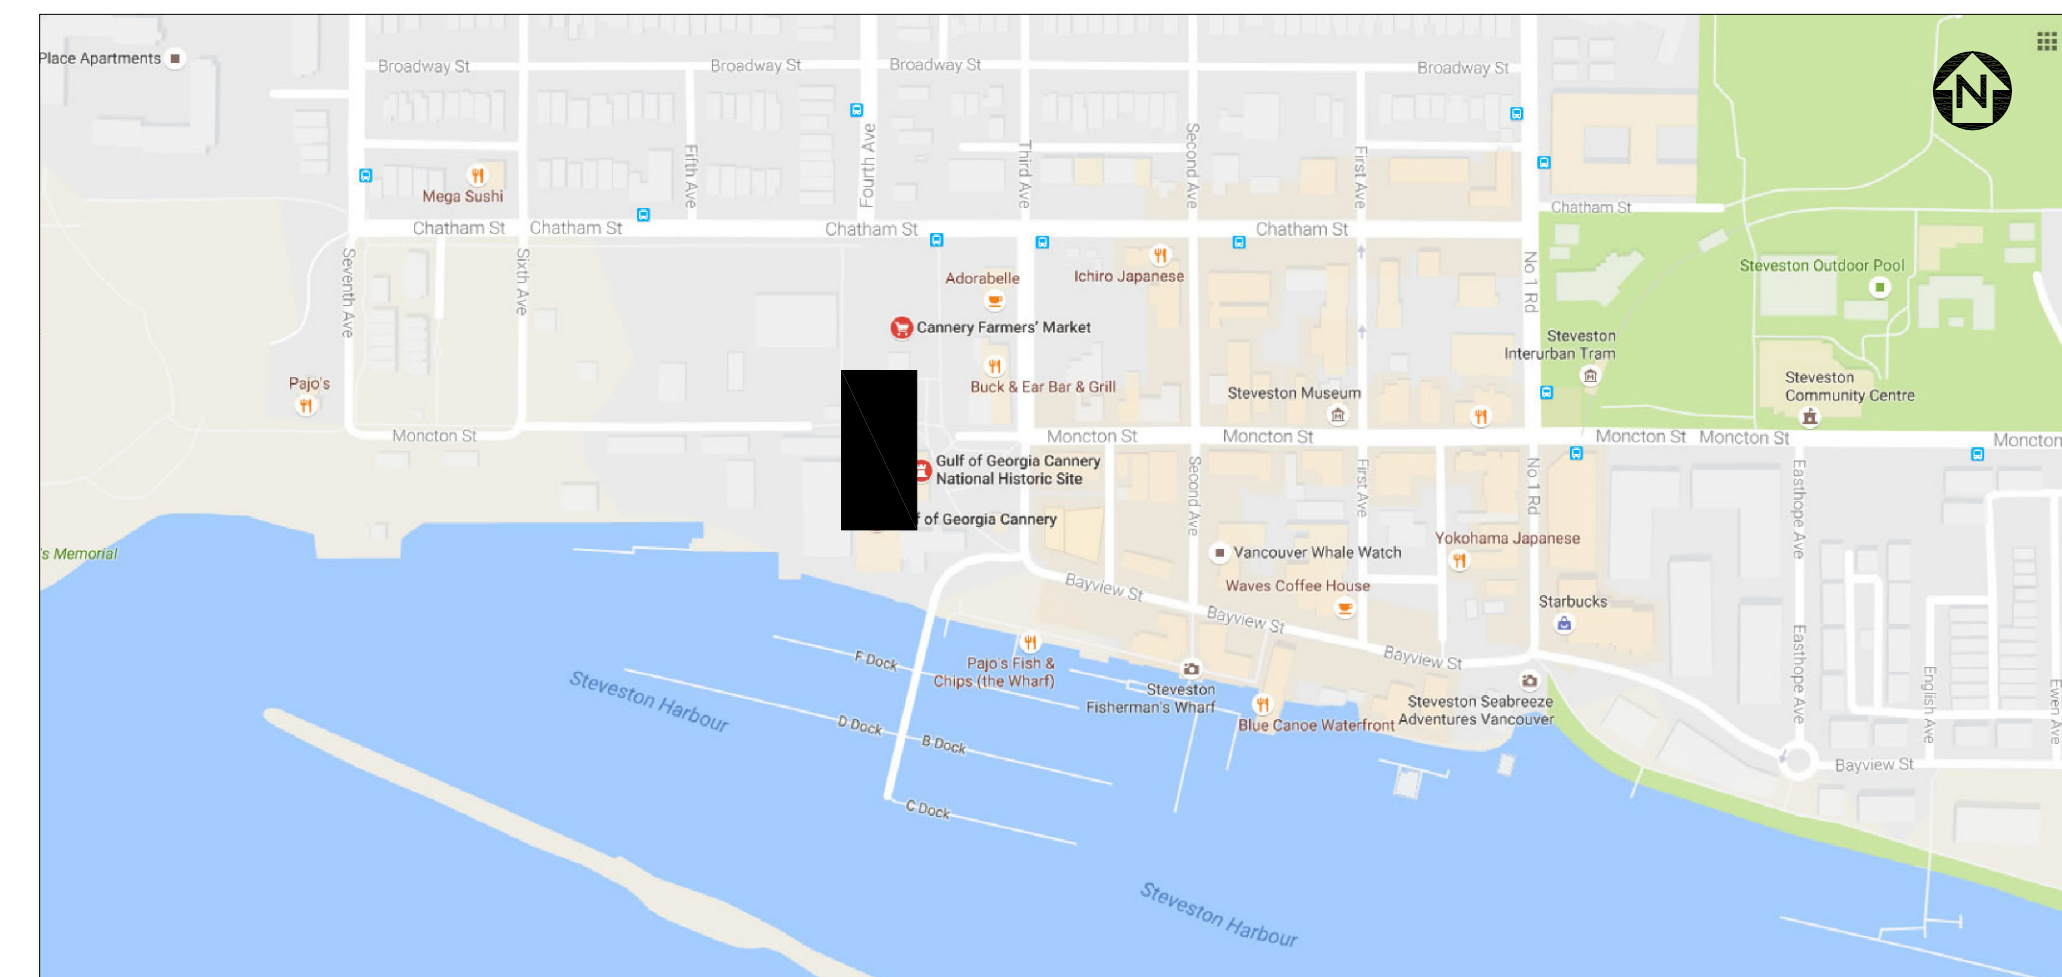 Place Apartments
N
Broadway St
Broadway St
Broadway St
Broadway St
Mega Sushi
Fifth Ave
Fourth Ave
Third Ave
Second Ave
First Ave
Chatham St
Chatham St
Chatham St
Chatham St
Chatham St
Seventh Ave
Sixth Ave
Adorabelle
Ichiro Japanese
No 1 Rd
Steveston Outdoor Pool
Cannery Farmers' Market
Steveston
Interurban Tram
Pajo's
Buck & Ear Bar & Grill
Steveston Museum
Steveston
Community Centre
Moncton St
Moncton St
Moncton St
Moncton St
Moncton St
Moncton
Gulf of Georgia Cannery
National Historic Site
f of Georgia Cannery
Second Ave
First Ave
No 1 Rd
Easthope Ave
's Memorial
Vancouver Whale Watch
Yokohama Japanese
Waves Coffee House
Starbucks
Bayview St
Bayview St
Bayview St
Easthope Ave
English Ave
Ewen Ave
F Dock
Pajo's Fish &
Chips (the Wharf)
Steveston Harbour
Steveston
Fisherman's Wharf
Steveston Seabreeze
Adventures Vancouver
Blue Canoe Waterfront
D Dock
B Dock
Bayview St
C Dock
Steveston Harbour